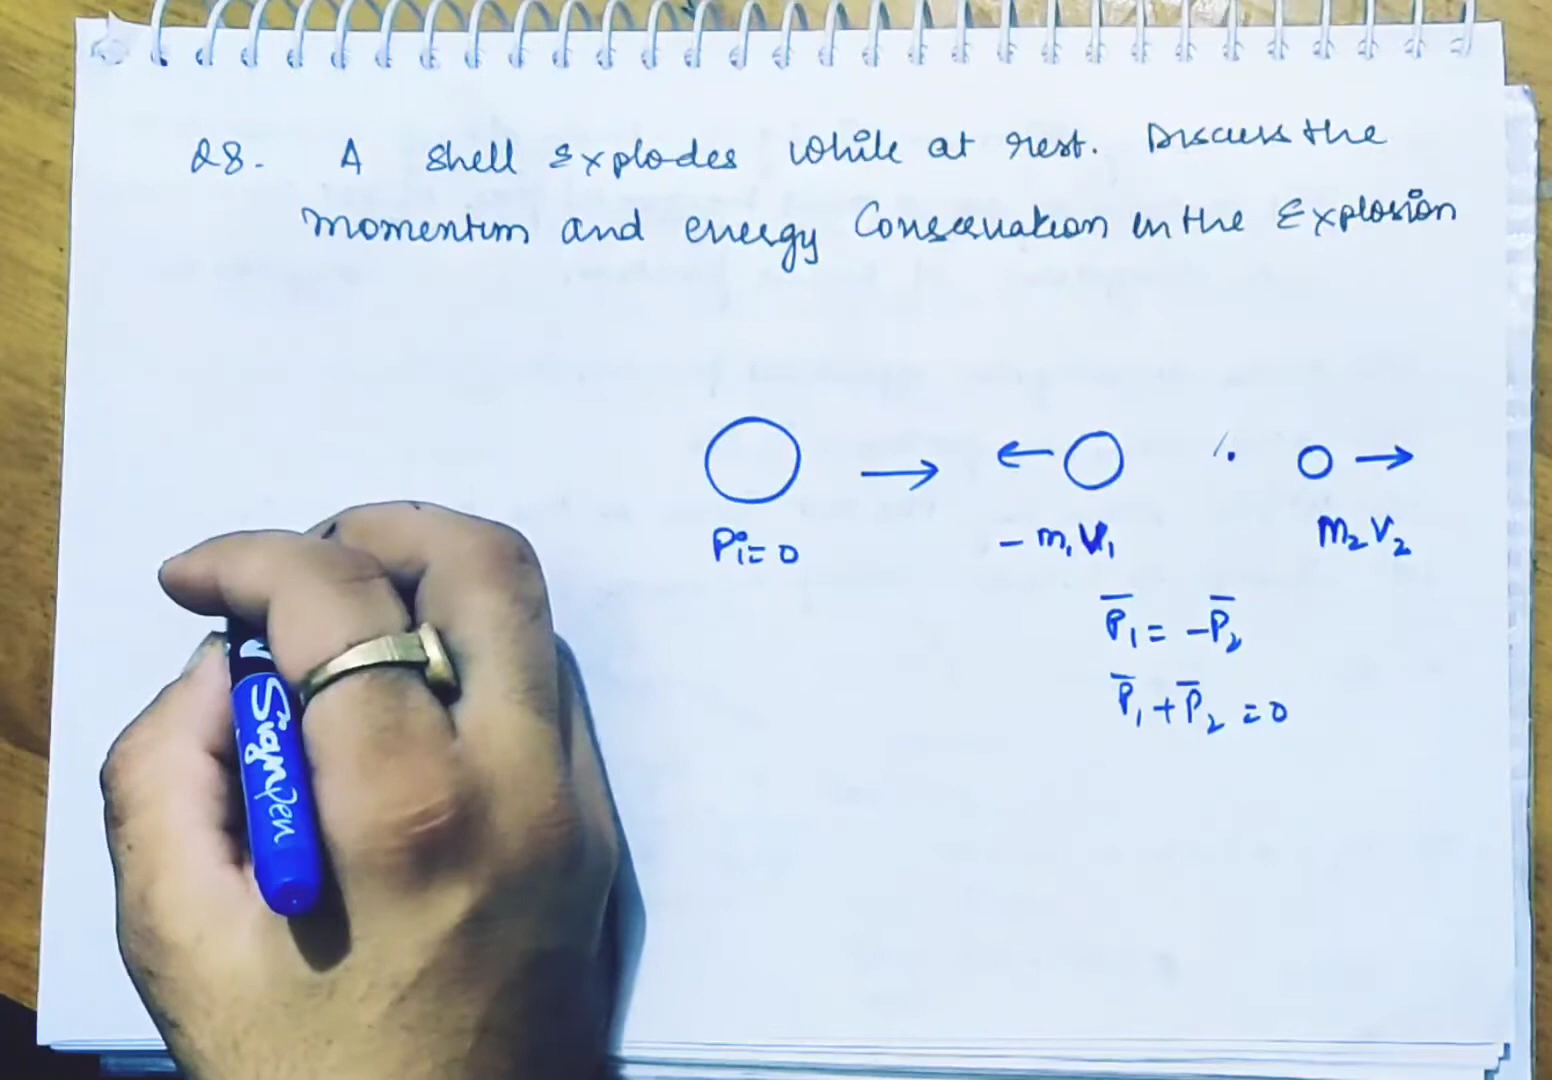 Q8. A shell explodes while at rest. Discuss the
momentum and energy Conservation in the Explosion
Pi=0
-m₁V₁
m₂V₂
P̅₁ = -P̅₂
P̅₁+P̅₂ =0
SignPen